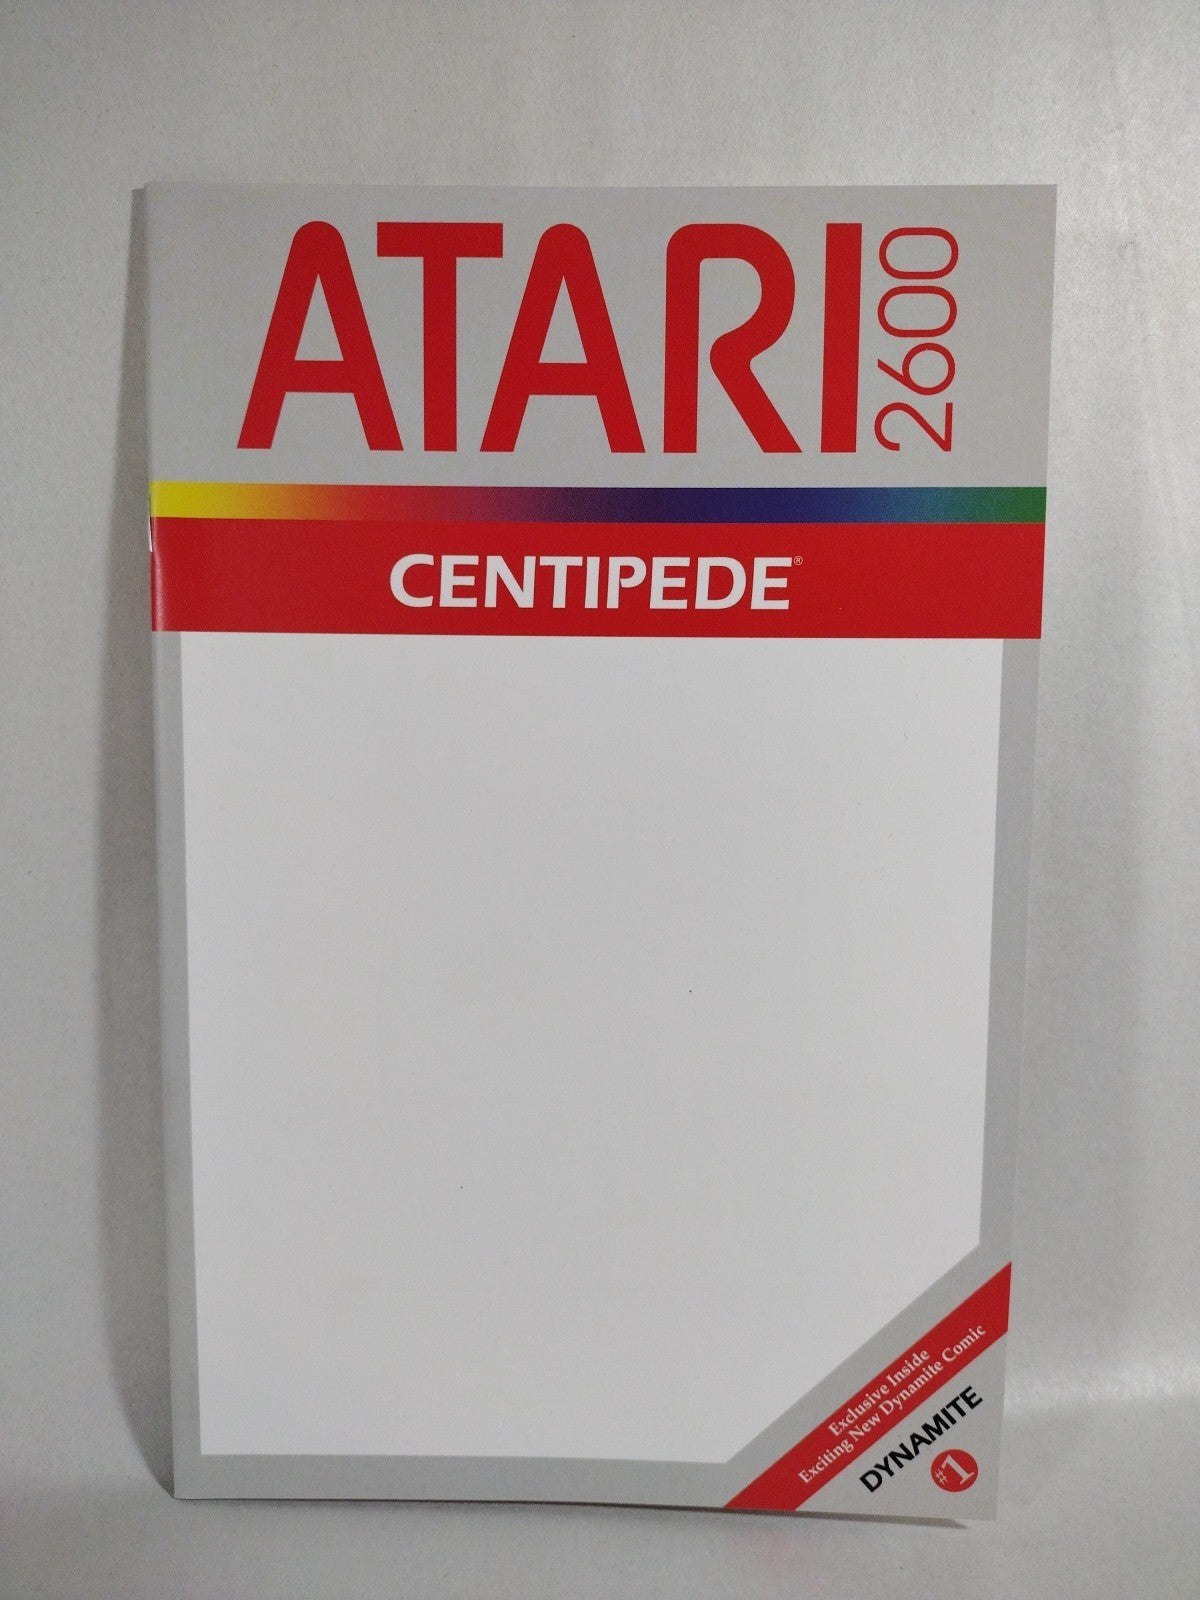 ATARI 2600
CENTIPEDE®
Exclusive Inside
Exciting New Dynamite Comic
DYNAMITE
#1